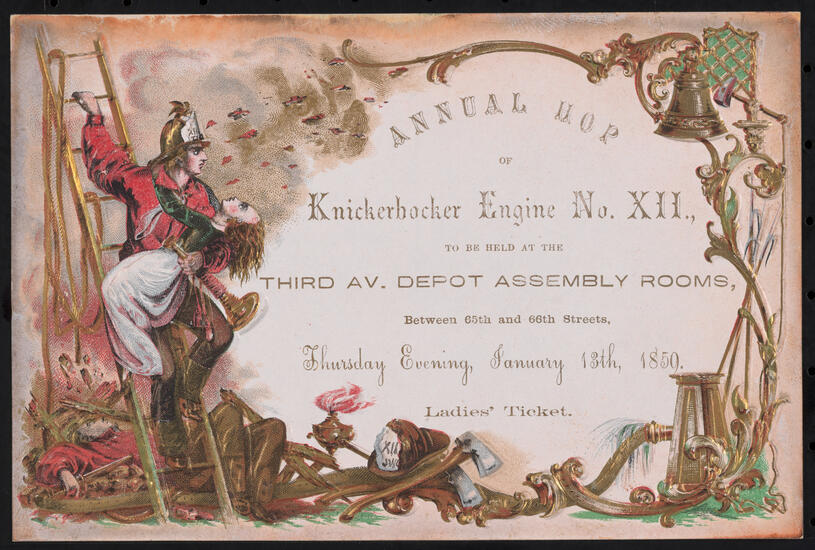 ANNUAL HOP
OF
Knickerbocker Engine No. XII.,
TO BE HELD AT THE
THIRD AV. DEPOT ASSEMBLY ROOMS,
Between 65th and 66th Streets,
Thursday Evening, January 13th, 1859.
Ladies' Ticket.
XII